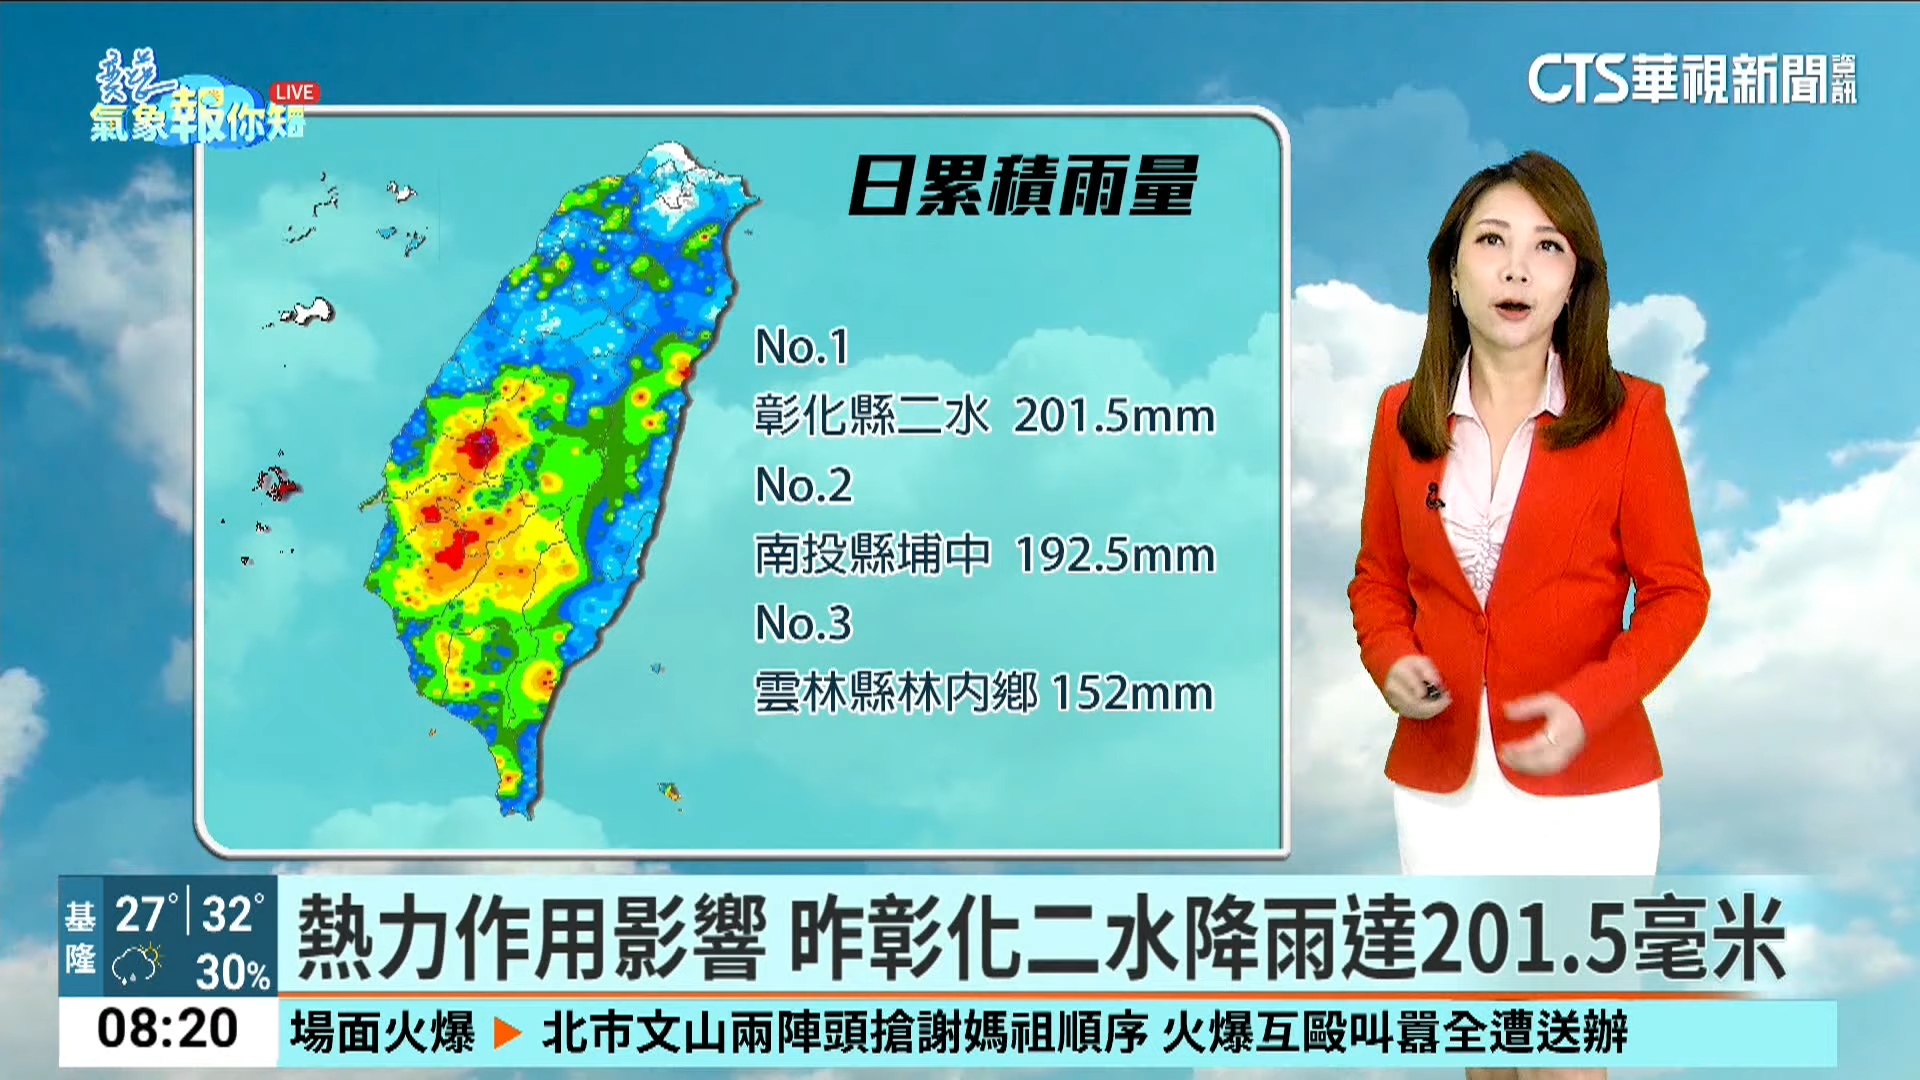 氣象報你知
LIVE
CTS華視新聞資訊
日累積雨量
No.1
彰化縣二水 201.5mm
No.2
南投縣埔中 192.5mm
No.3
雲林縣林內鄉 152mm
基隆
27° 32°
30%
熱力作用影響 昨彰化二水降雨達201.5毫米
08:20
場面火爆 ▶ 北市文山兩陣頭搶謝媽祖順序 火爆互毆叫囂全遭送辦